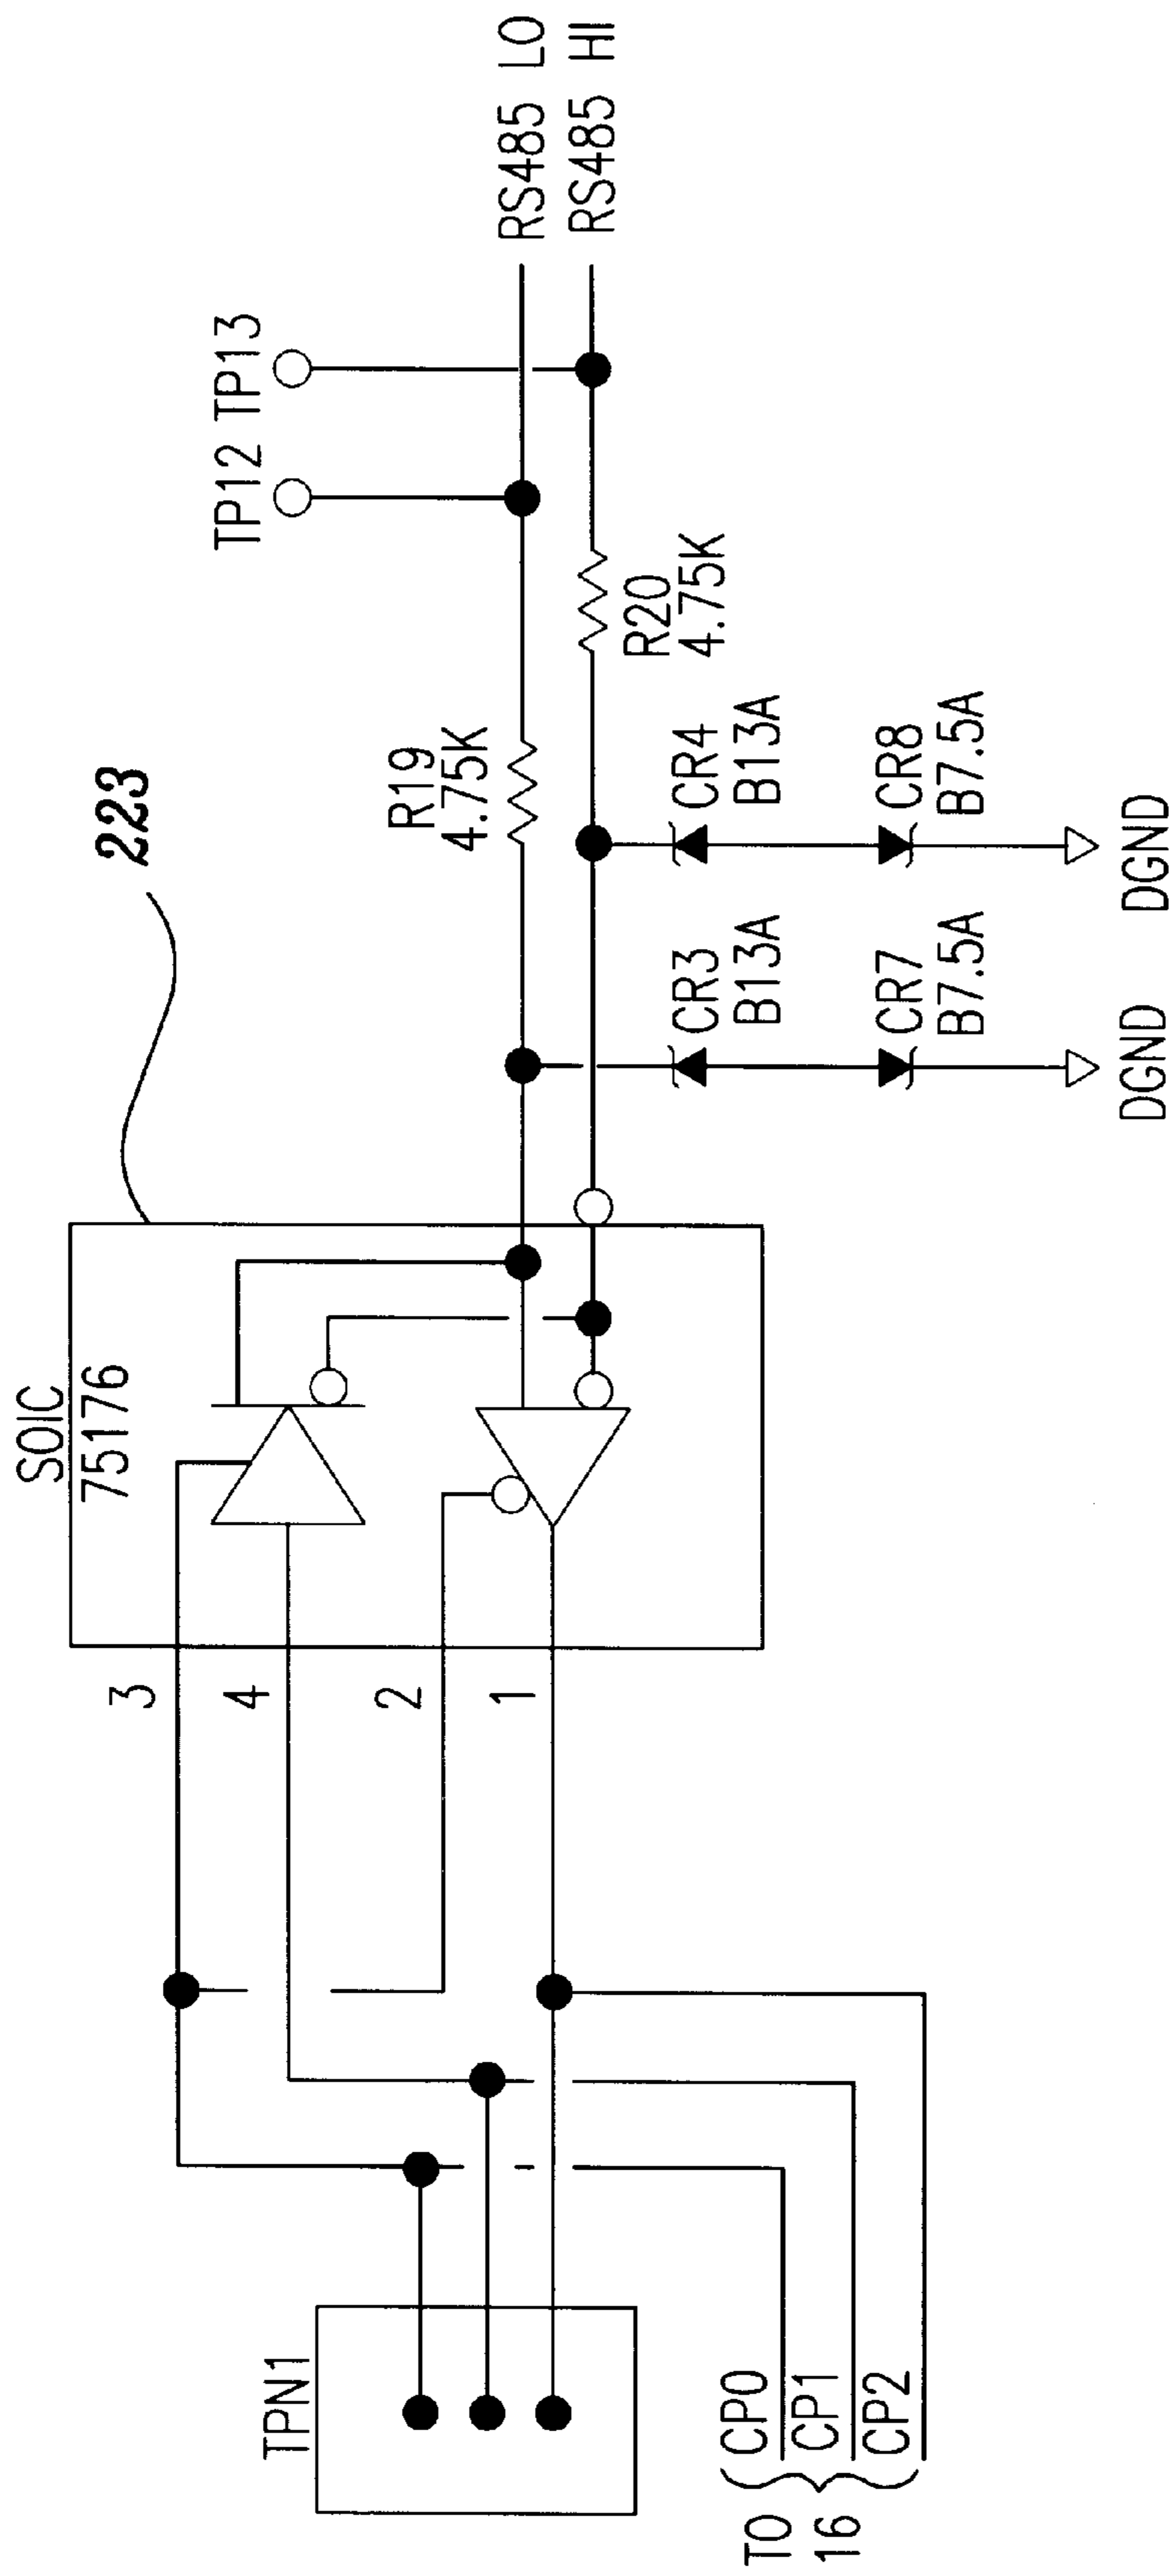 SOIC
75176
223
3
4
2
1
TPN1
TO
16
CP0
CP1
CP2
R19
4.75K
R20
4.75K
TP12
TP13
RS485 LO
RS485 HI
CR3
B13A
CR4
B13A
CR7
B7.5A
CR8
B7.5A
DGND
DGND